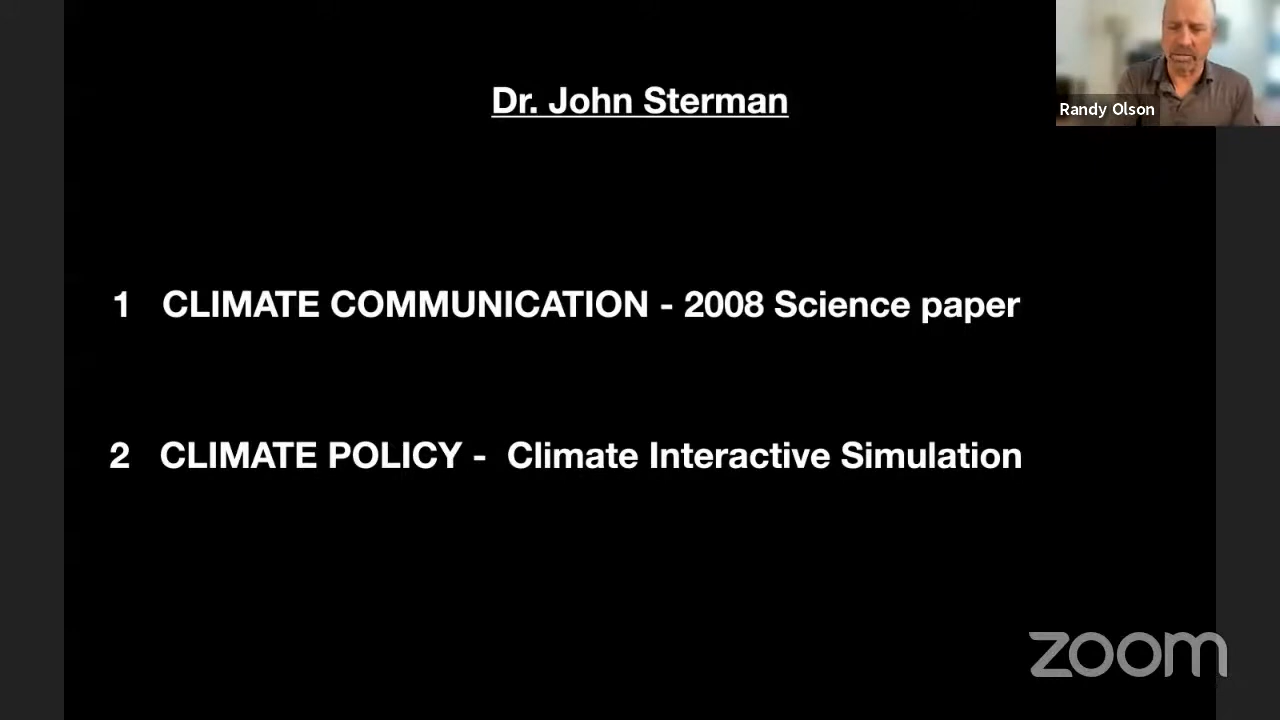 Dr. John Sterman
Randy Olson
1 CLIMATE COMMUNICATION - 2008 Science paper
2 CLIMATE POLICY - Climate Interactive Simulation
zoom